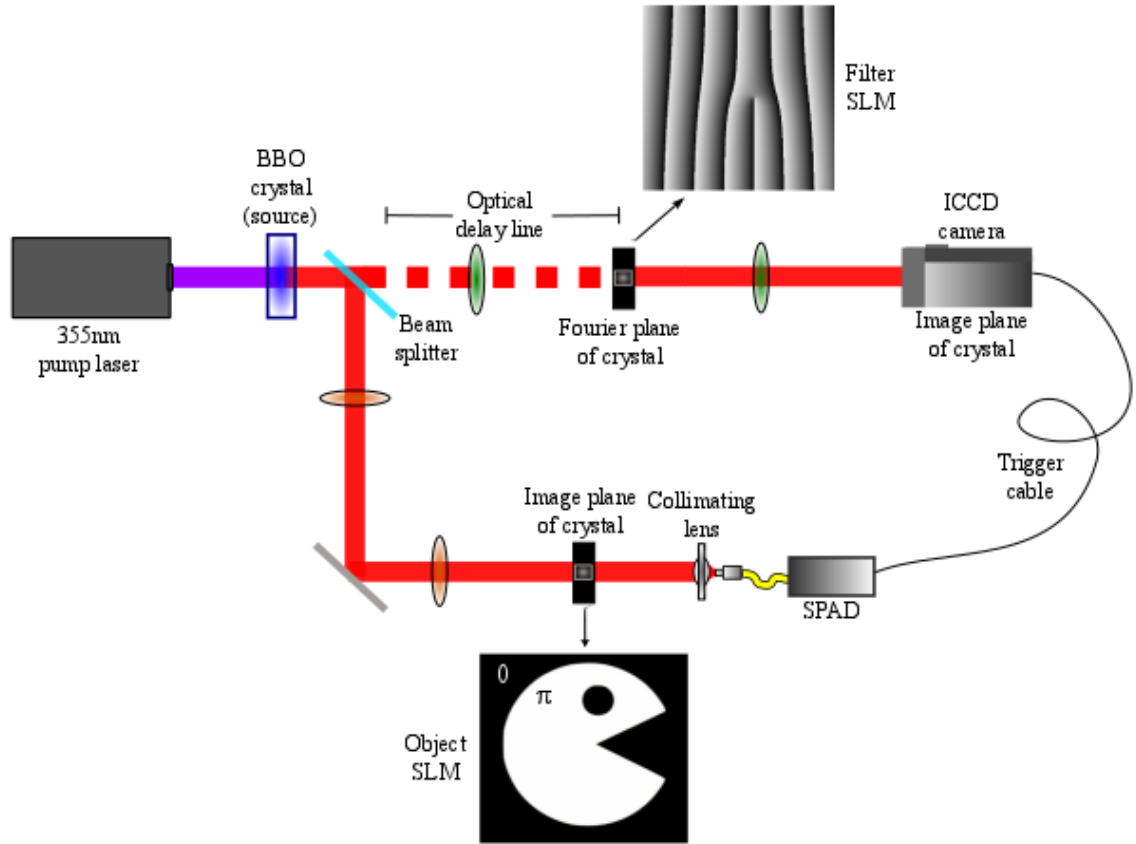 Filter
SLM
BBO
crystal
(source)
Optical
delay line
ICCD
camera
355nm
pump laser
Beam
splitter
Fourier plane
of crystal
Image plane
of crystal
Trigger
cable
Image plane
of crystal
Collimating
lens
SPAD
0
π
Object
SLM